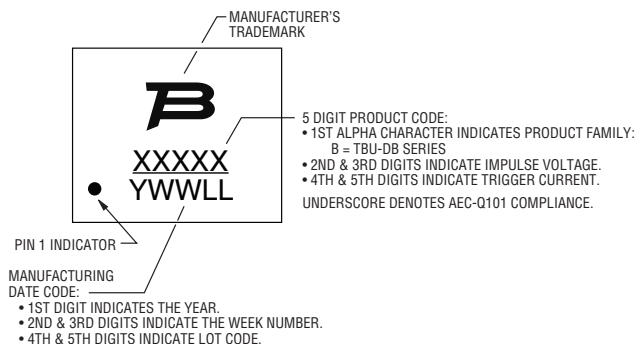 MANUFACTURER'S
TRADEMARK
TB
XXXXX
YWWLL
5 DIGIT PRODUCT CODE:
• 1ST ALPHA CHARACTER INDICATES PRODUCT FAMILY:
B = TBU-DB SERIES
• 2ND & 3RD DIGITS INDICATE IMPULSE VOLTAGE.
• 4TH & 5TH DIGITS INDICATE TRIGGER CURRENT.
UNDERSCORE DENOTES AEC-Q101 COMPLIANCE.
PIN 1 INDICATOR
MANUFACTURING
DATE CODE:
• 1ST DIGIT INDICATES THE YEAR.
• 2ND & 3RD DIGITS INDICATE THE WEEK NUMBER.
• 4TH & 5TH DIGITS INDICATE LOT CODE.